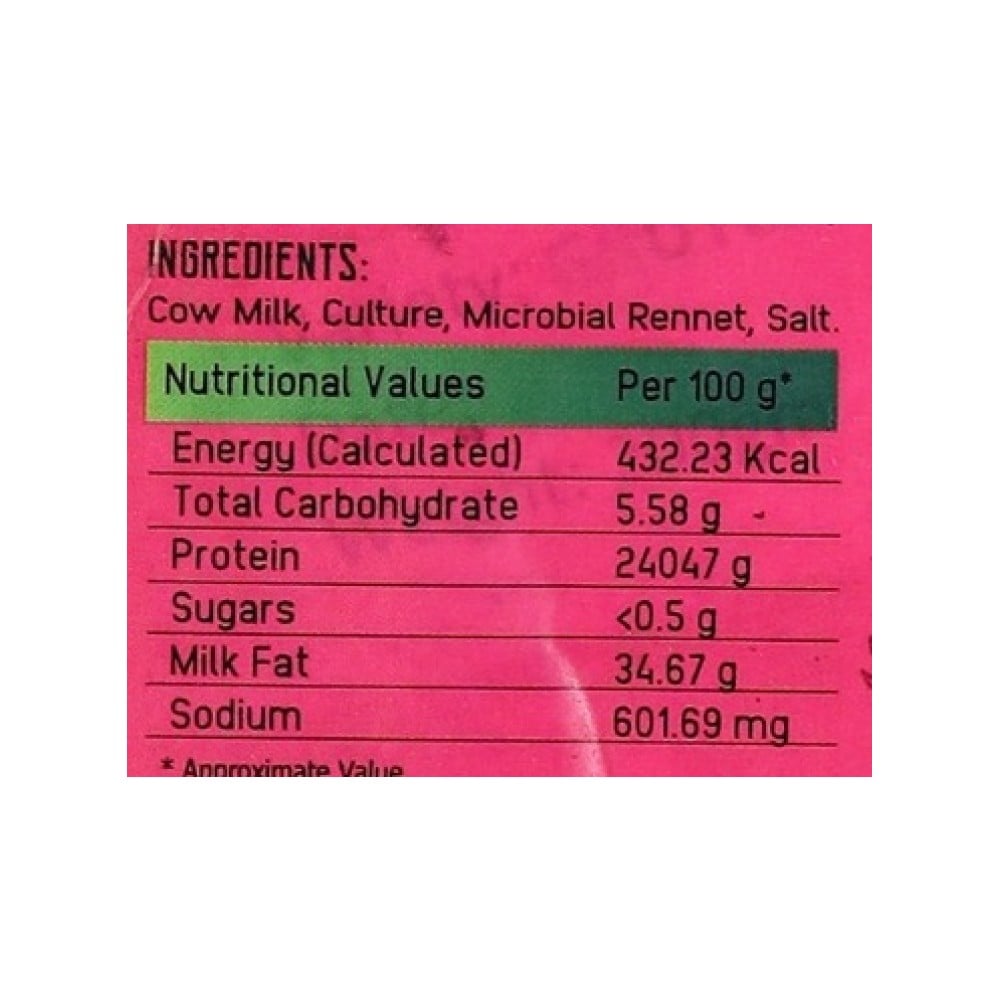 INGREDIENTS:
Cow Milk, Culture, Microbial Rennet, Salt.
Nutritional Values Per 100 g*
Energy (Calculated) 432.23 Kcal
Total Carbohydrate 5.58 g
Protein 24047 g
Sugars <0.5 g
Milk Fat 34.67 g
Sodium 601.69 mg
* Approximate Value